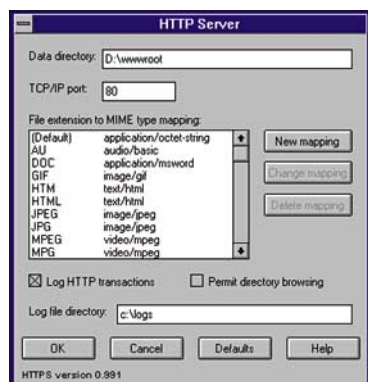 HTTP Server
Data directory: D:\wwwroot
TCP/IP port: 80
File extension to MIME type mapping:
(Default) application/octet-string
AU audio/basic
DOC application/msword
GIF image/gif
HTM text/html
HTML text/html
JPEG image/jpeg
JPG image/jpeg
MPEG video/mpeg
MPG video/mpeg
New mapping
Change mapping
Delete mapping
Log HTTP transactions Permit directory browsing
Log file directory: c:\logs
OK Cancel Defaults Help
HTTPS version 0.991